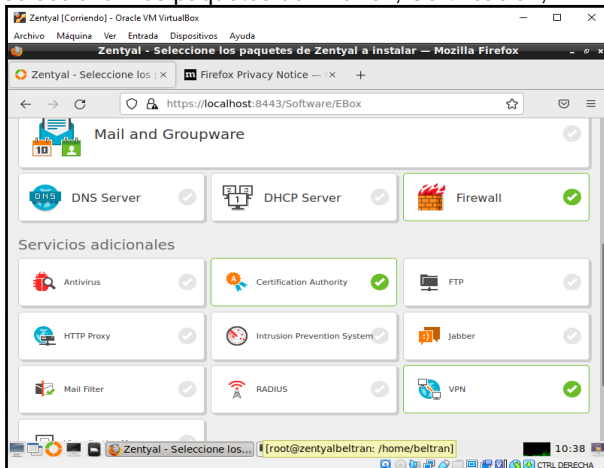 Zentyal [Corriendo] - Oracle VM VirtualBox
Archivo Máquina Ver Entrada Dispositivos Ayuda
Zentyal - Seleccione los paquetes de Zentyal a instalar — Mozilla Firefox
Zentyal - Seleccione los p
Firefox Privacy Notice —
https://localhost:8443/Software/EBox
10
Mail and Groupware
DNS
DNS Server
DHCP Server
Firewall
Servicios adicionales
Antivirus
Certification Authority
FTP
HTTP Proxy
Intrusion Prevention System
Jabber
Mail Filter
RADIUS
VPN
Zentyal - Seleccione los...
[root@zentyalbeltran: /home/beltran]
10:38
CTRL DERECHA